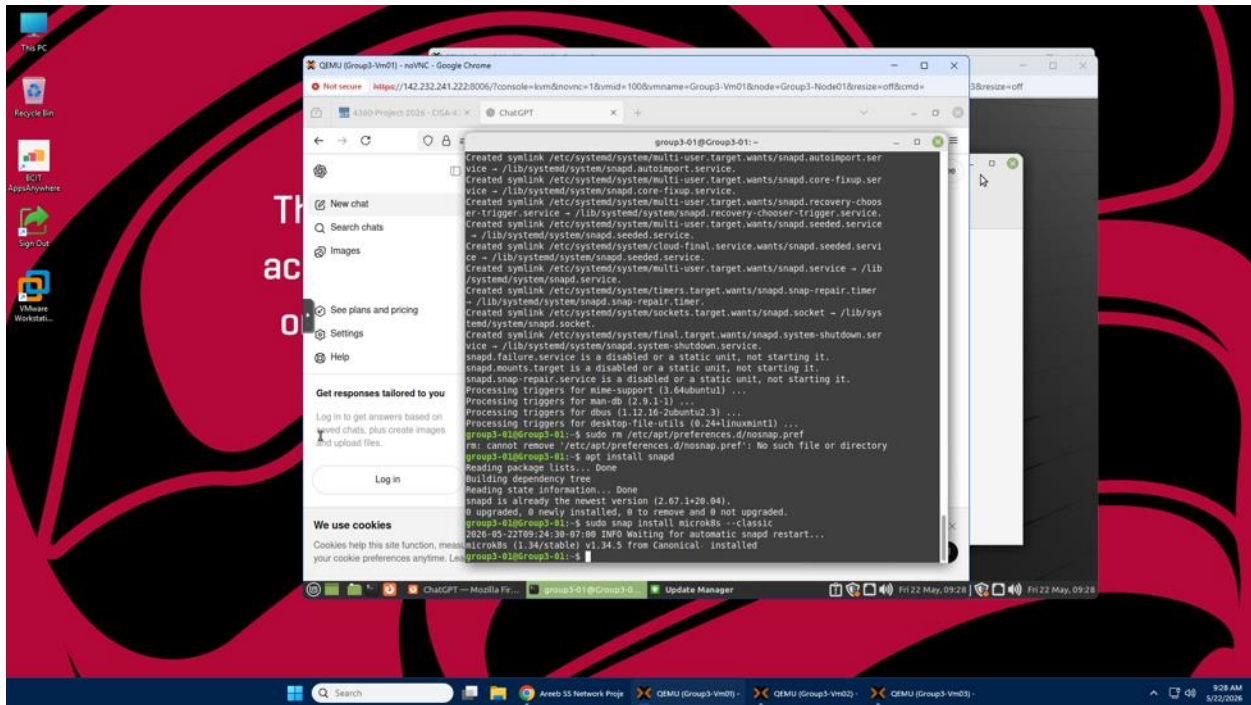 This PC
Recycle Bin
BCIT
AppsAnywhere
Sign Out
VMware
Workstati...
Th
ac
QEMU (Group3-Vm01) - noVNC - Google Chrome
Not secure https://142.232.241.222:8006/?console=kvm&novnc=1&vmid=100&vmname=Group3-Vm01&node=Group3-Node01&resize=off&cmd=
3&resize=off
4360-Project 2026 - CISA-4
ChatGPT
New chat
Search chats
Images
See plans and pricing
Settings
Help
Get responses tailored to you
Log in to get answers based on
saved chats, plus create images
and upload files.
Log in
We use cookies
Cookies help this site function, meas
your cookie preferences anytime. Lea
group3-01@Group3-01: ~
Created symlink /etc/systemd/system/multi-user.target.wants/snapd.autoimport.ser
vice → /lib/systemd/system/snapd.autoimport.service.
Created symlink /etc/systemd/system/multi-user.target.wants/snapd.core-fixup.ser
vice → /lib/systemd/system/snapd.core-fixup.service.
Created symlink /etc/systemd/system/multi-user.target.wants/snapd.recovery-choos
er-trigger.service → /lib/systemd/system/snapd.recovery-chooser-trigger.service.
Created symlink /etc/systemd/system/multi-user.target.wants/snapd.seeded.service
→ /lib/systemd/system/snapd.seeded.service.
Created symlink /etc/systemd/system/cloud-final.service.wants/snapd.seeded.servi
ce → /lib/systemd/system/snapd.seeded.service.
Created symlink /etc/systemd/system/multi-user.target.wants/snapd.service → /lib
/systemd/system/snapd.service.
Created symlink /etc/systemd/system/timers.target.wants/snapd.snap-repair.timer
→ /lib/systemd/system/snapd.snap-repair.timer.
Created symlink /etc/systemd/system/sockets.target.wants/snapd.socket → /lib/sys
temd/system/snapd.socket.
Created symlink /etc/systemd/system/final.target.wants/snapd.system-shutdown.ser
vice → /lib/systemd/system/snapd.system-shutdown.service.
snapd.failure.service is a disabled or a static unit, not starting it.
snapd.mounts.target is a disabled or a static unit, not starting it.
snapd.snap-repair.service is a disabled or a static unit, not starting it.
Processing triggers for mime-support (3.64ubuntu1) ...
Processing triggers for man-db (2.9.1-1) ...
Processing triggers for dbus (1.12.16-2ubuntu2.3) ...
Processing triggers for desktop-file-utils (0.24+linuxmint1) ...
group3-01@Group3-01:~$ sudo rm /etc/apt/preferences.d/nosnap.pref
rm: cannot remove '/etc/apt/preferences.d/nosnap.pref': No such file or directory
group3-01@Group3-01:~$ apt install snapd
Reading package lists... Done
Building dependency tree
Reading state information... Done
snapd is already the newest version (2.67.1+20.04).
0 upgraded, 0 newly installed, 0 to remove and 0 not upgraded.
group3-01@Group3-01:~$ sudo snap install microk8s --classic
2026-05-22T09:24:30-07:00 INFO Waiting for automatic snapd restart...
microk8s (1.34/stable) v1.34.5 from Canonical installed
group3-01@Group3-01:~$
ChatGPT — Mozilla Fir...
group3-01@Group3-0...
Update Manager
Fri 22 May, 09:28
Fri 22 May, 09:28
Search
Areeb SS Network Proje
QEMU (Group3-Vm01) -
QEMU (Group3-Vm02) -
QEMU (Group3-Vm03) -
9:28 AM
5/22/2026